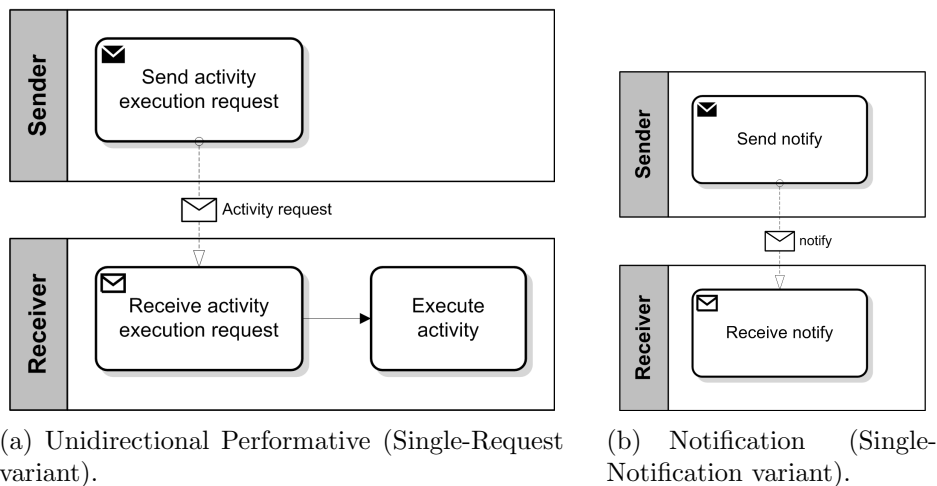 Sender
Send activity
execution request
Activity request
Receiver
Receive activity
execution request
Execute
activity
(a) Unidirectional Performative (Single-Request
variant).
Sender
Send notify
notify
Receiver
Receive notify
(b) Notification (Single-
Notification variant).